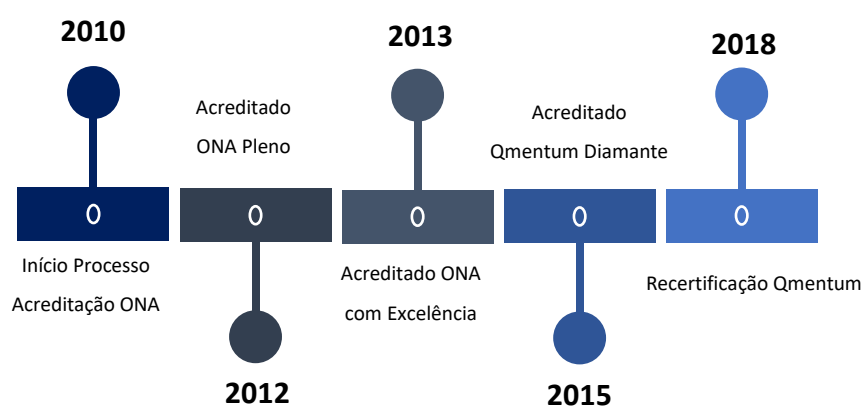 2010
2013
2018
Acreditado
ONA Pleno
Acreditado
Qmentum Diamante
0
0
0
0
0
Início Processo
Acreditação ONA
Acreditado ONA
com Excelência
Recertificação Qmentum
2012
2015